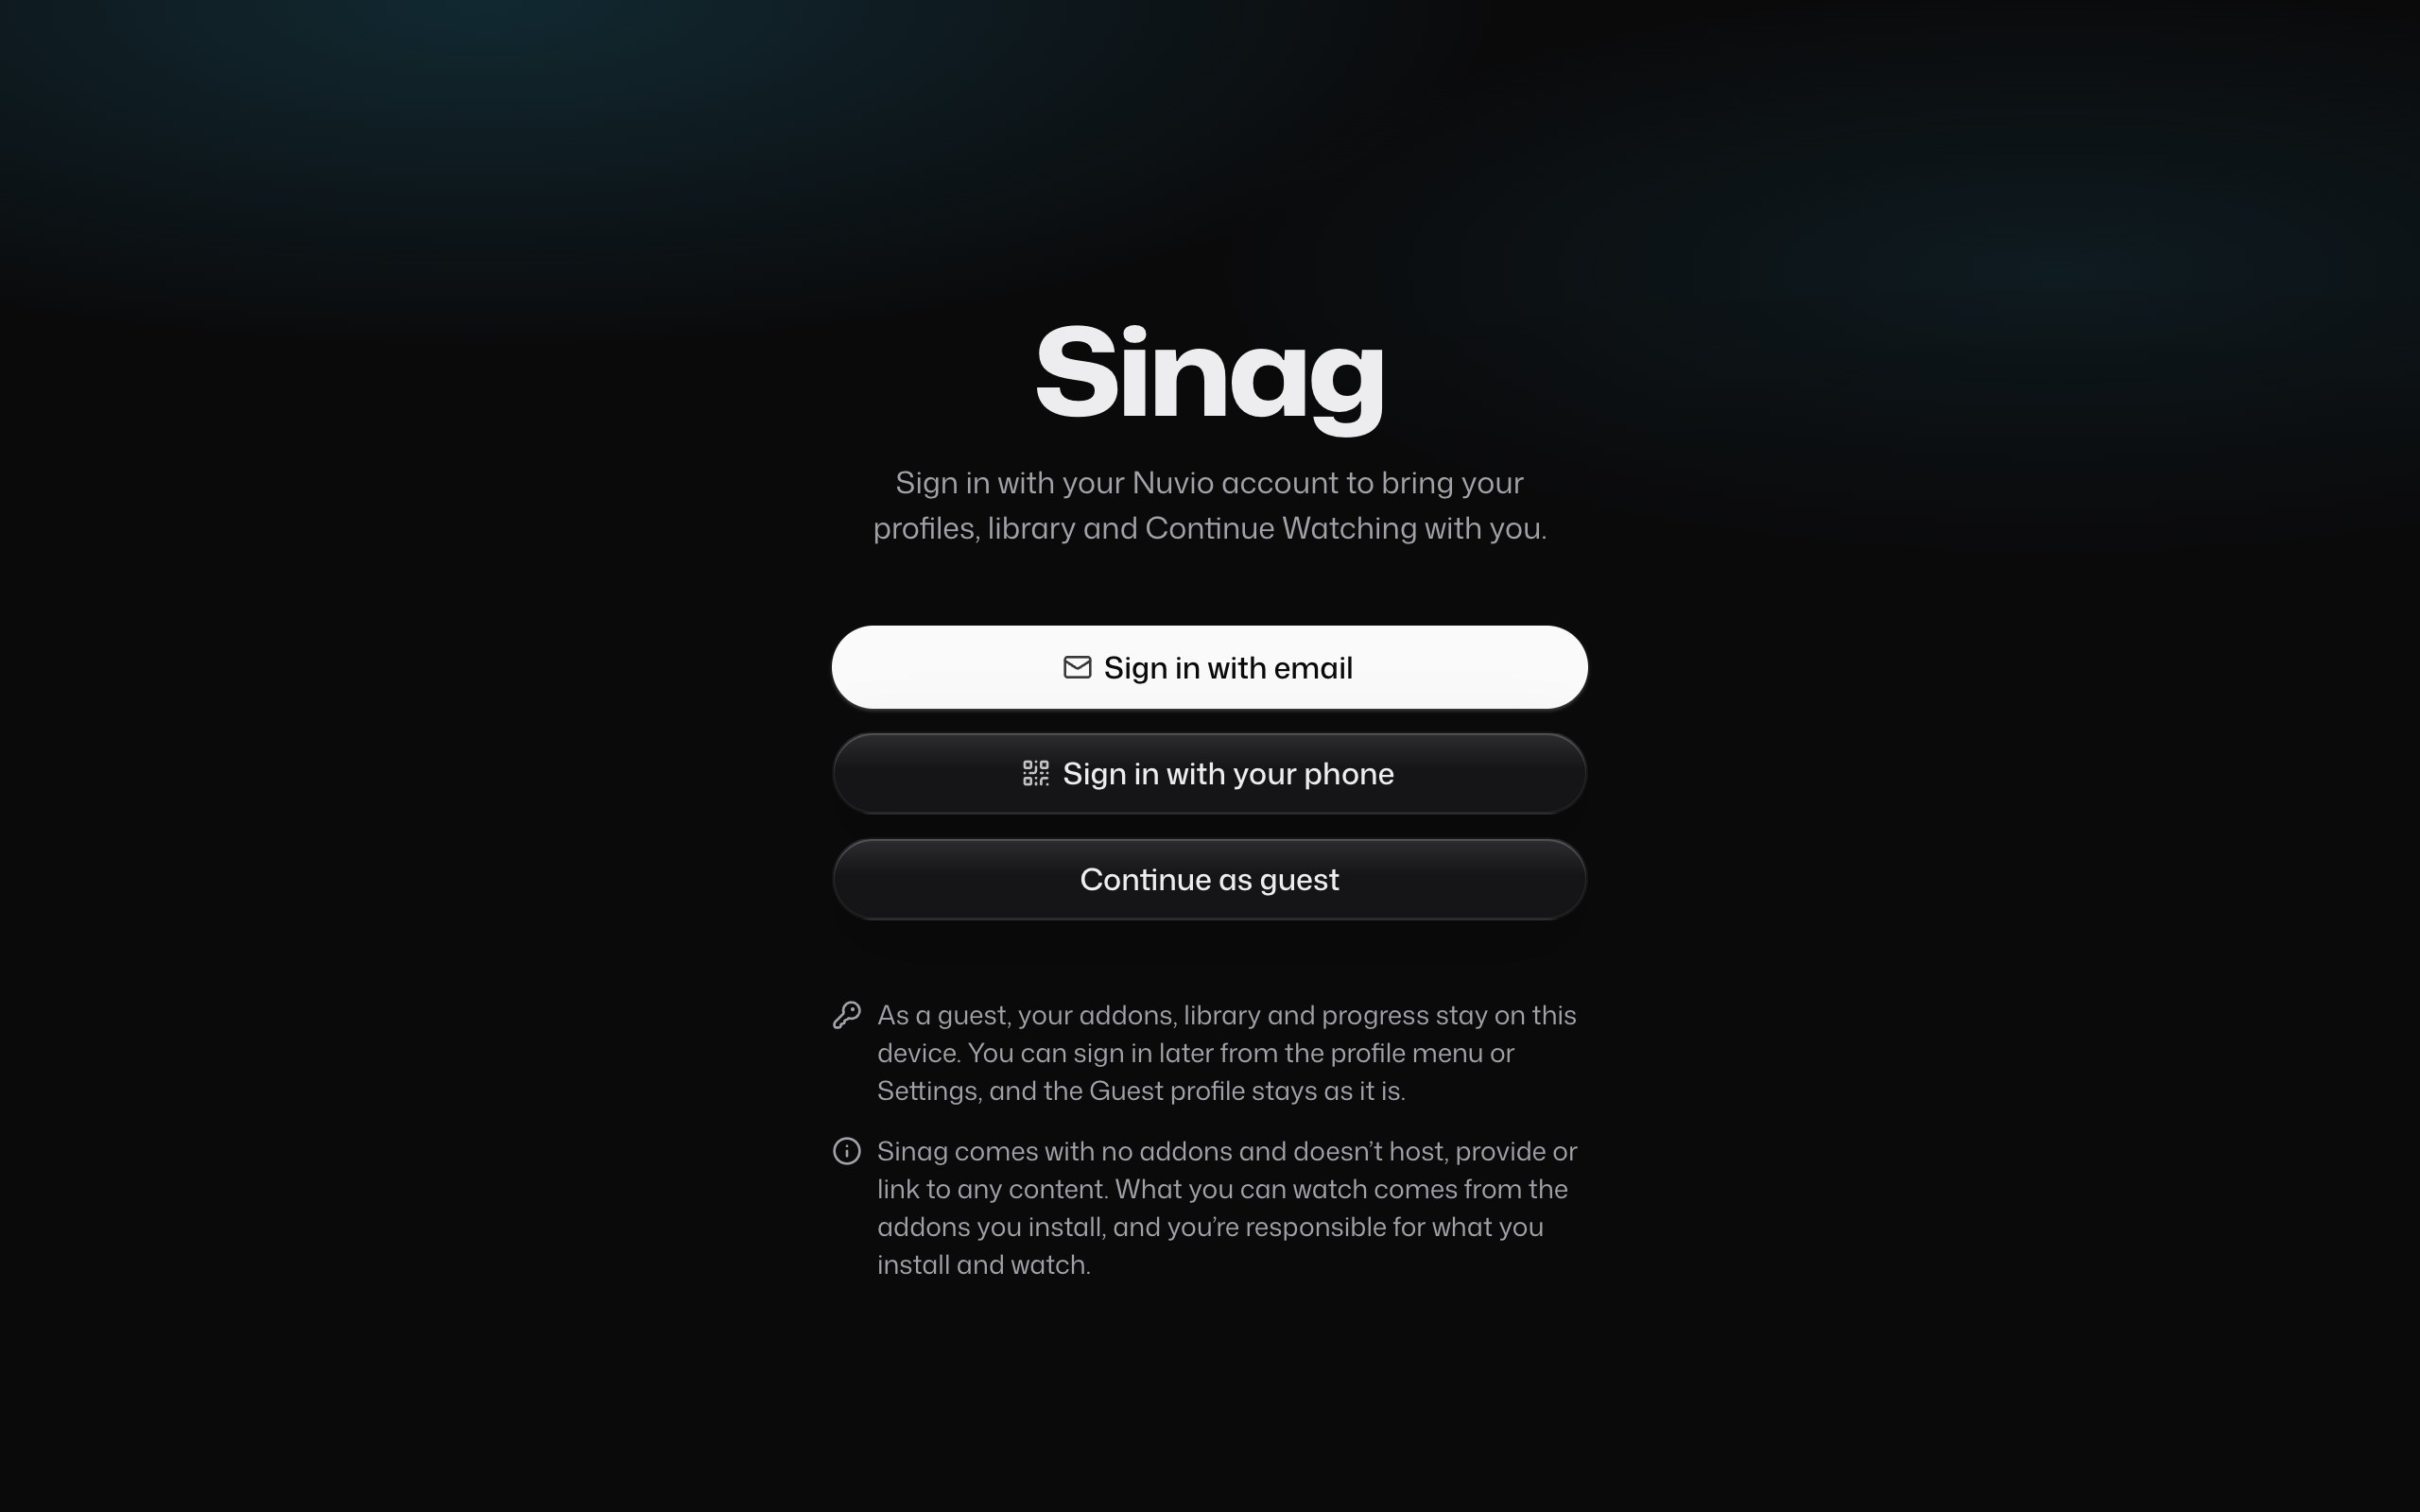 Sinag
Sign in with your Nuvio account to bring your
profiles, library and Continue Watching with you.
Sign in with email
Sign in with your phone
Continue as guest
As a guest, your addons, library and progress stay on this
device. You can sign in later from the profile menu or
Settings, and the Guest profile stays as it is.
Sinag comes with no addons and doesn’t host, provide or
link to any content. What you can watch comes from the
addons you install, and you’re responsible for what you
install and watch.